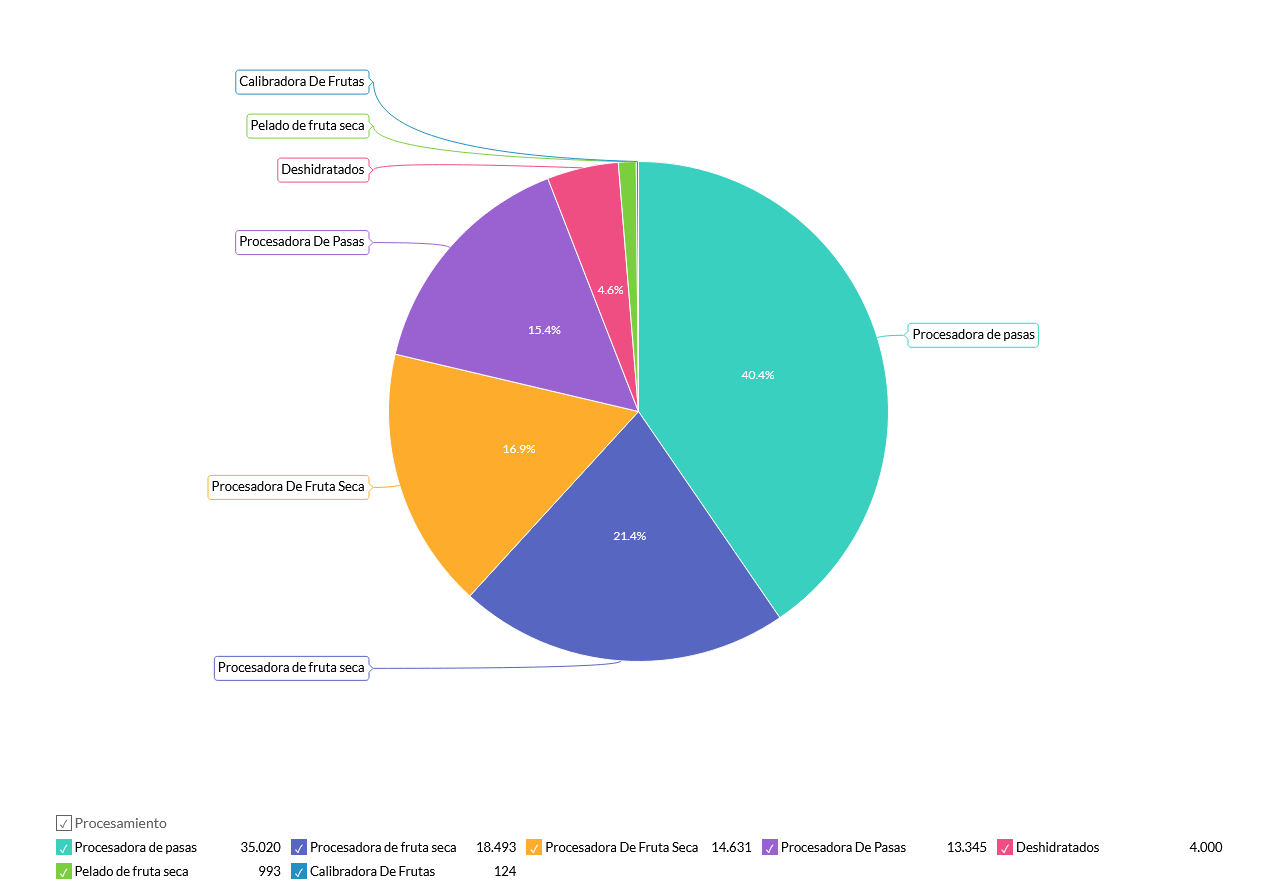 Calibradora De Frutas
Pelado de fruta seca
Deshidratados
Procesadora De Pasas
Procesadora de pasas
4.6%
15.4%
40.4%
16.9%
Procesadora De Fruta Seca
21.4%
Procesadora de fruta seca
Procesamiento
Procesadora de pasas 35.020 Procesadora de fruta seca 18.493 Procesadora De Fruta Seca 14.631 Procesadora De Pasas 13.345 Deshidratados 4.000
Pelado de fruta seca 993 Calibradora De Frutas 124